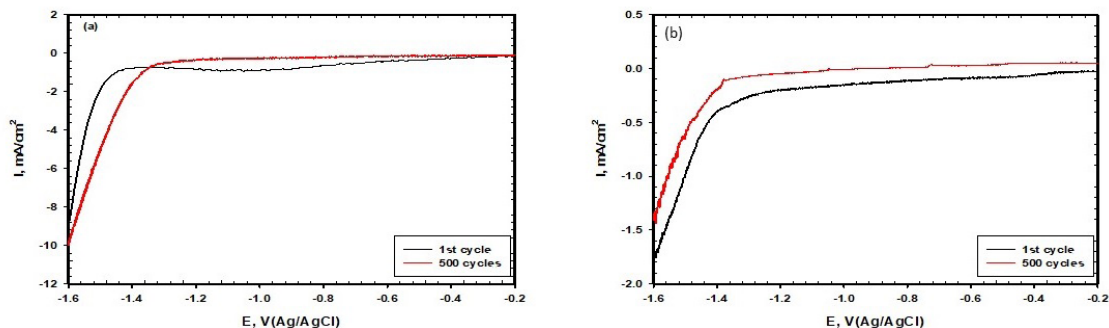 (a)
2
0
-2
-4
-6
-8
-10
-12
I, mA/cm²
1st cycle
500 cycles
-1.6 -1.4 -1.2 -1.0 -0.8 -0.6 -0.4 -0.2
E, V(Ag/AgCl)
(b)
0.5
0.0
-0.5
-1.0
-1.5
-2.0
I, mA/cm²
1st cycle
500 cycles
-1.6 -1.4 -1.2 -1.0 -0.8 -0.6 -0.4 -0.2
E, V(Ag/AgCl)